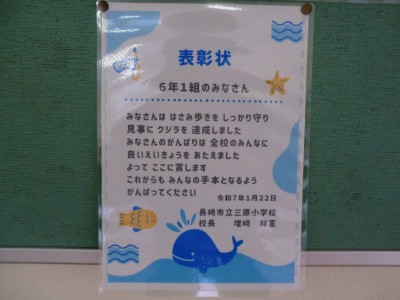 表彰状
６年１組のみなさん
みなさんは はさみ歩きを しっかり守り
見事に クジラを 達成しました
みなさんのがんばりは 全校のみんなに
良いえいきょうを あたえました
よって ここに賞します
これからも みんなの手本となるよう
がんばってください
令和7年1月22日
長崎市立三原小学校
校長 増﨑 祥富